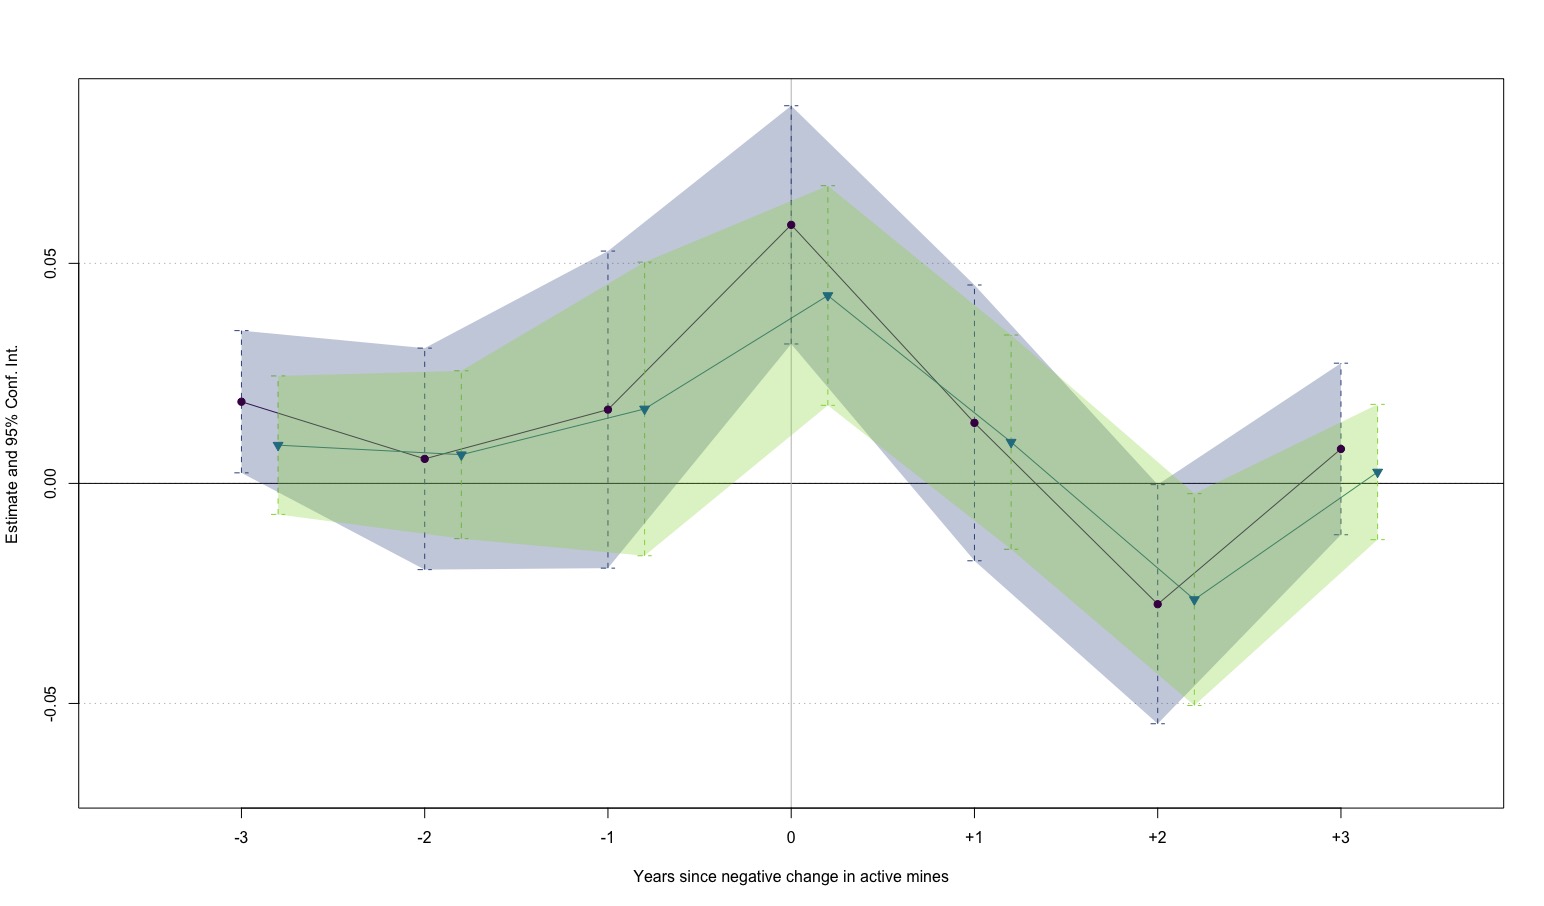 Estimate and 95% Conf. Int.
0.05
0.00
-0.05
-3 -2 -1 0 +1 +2 +3
Years since negative change in active mines